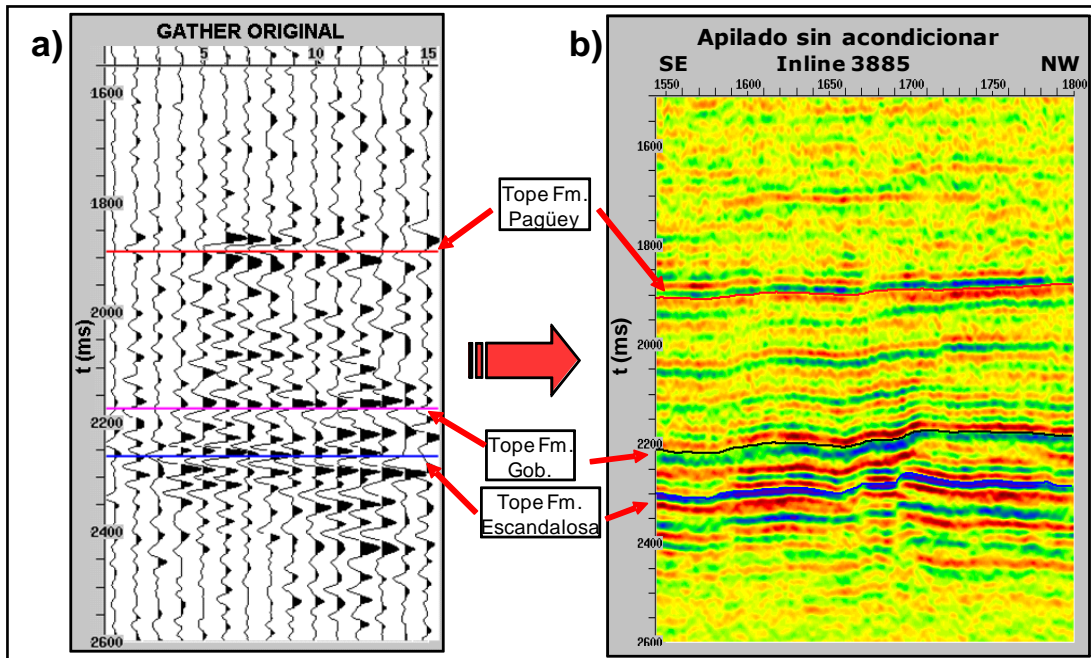 a)
GATHER ORIGINAL
5 10 15
1600
1800
2000
2200
2400
2600
t (ms)
Tope Fm.
Pagüey
Tope Fm.
Gob.
Tope Fm.
Escandalosa
b)
Apilado sin acondicionar
SE Inline 3885 NW
1550 1600 1650 1700 1750 1800
1600
1800
2000
2200
2400
2600
t (ms)